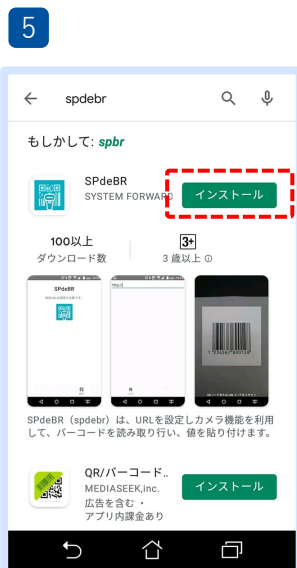 5
spdebr
もしかして: spbr
SPdeBR
SYSTEM FORWARD
インストール
100以上
ダウンロード数
3+
3 歳以上
SPdeBR
SPdeBR（spdebr）は、URLを設定しカメラ機能を利用
して、バーコードを読み取り行い、値を貼り付けます。
QR/バーコード..
MEDIASEEK,inc.
広告を含む・
アプリ内課金あり
インストール